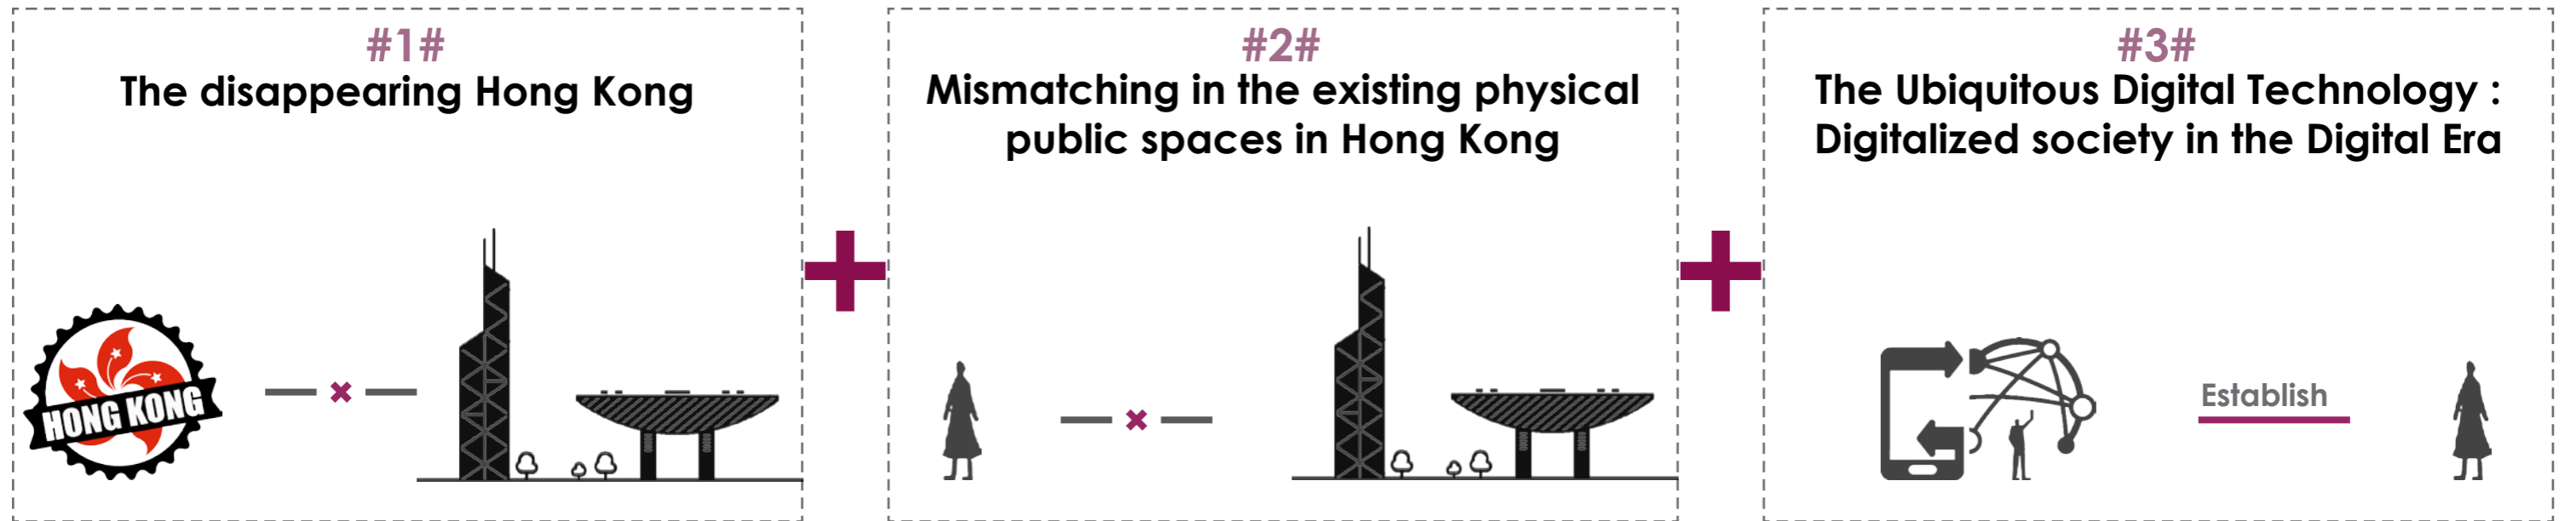 #1#
The disappearing Hong Kong
HONG KONG
#2#
Mismatching in the existing physical
public spaces in Hong Kong
#3#
The Ubiquitous Digital Technology :
Digitalized society in the Digital Era
Establish